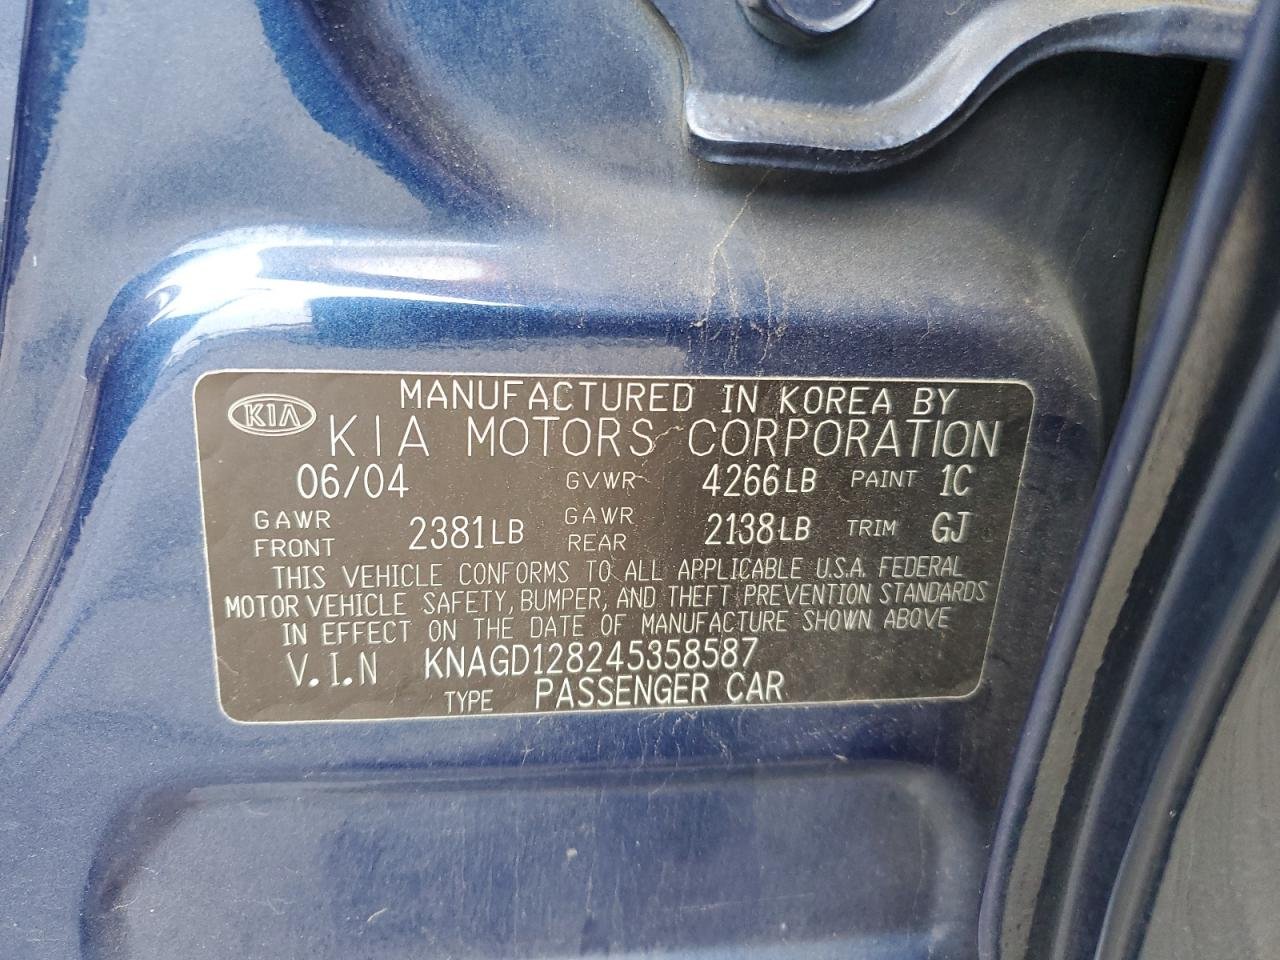 MANUFACTURED IN KOREA BY
KIA KIA MOTORS CORPORATION
06/04 GVWR 4266LB PAINT 1C
GAWR FRONT 2381LB GAWR REAR 2138LB TRIM GJ
THIS VEHICLE CONFORMS TO ALL APPLICABLE U.S.A. FEDERAL
MOTOR VEHICLE SAFETY, BUMPER, AND THEFT PREVENTION STANDARDS
IN EFFECT ON THE DATE OF MANUFACTURE SHOWN ABOVE
V.I.N KNAGD128245358587
TYPE PASSENGER CAR